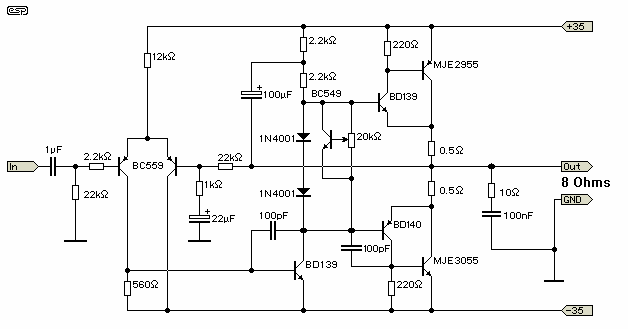 esp
+35
2.2kΩ
220Ω
12kΩ
MJE2955
2.2kΩ
BC549
100µF
+
BD139
1µF
1N4001
20kΩ
0.5Ω
2.2kΩ
BC559
22kΩ
In
Out
8 Ohms
22kΩ
1kΩ
1N4001
0.5Ω
10Ω
GND
+
22µF
100pF
BD140
100nF
100pF
BD139
MJE3055
560Ω
220Ω
-35